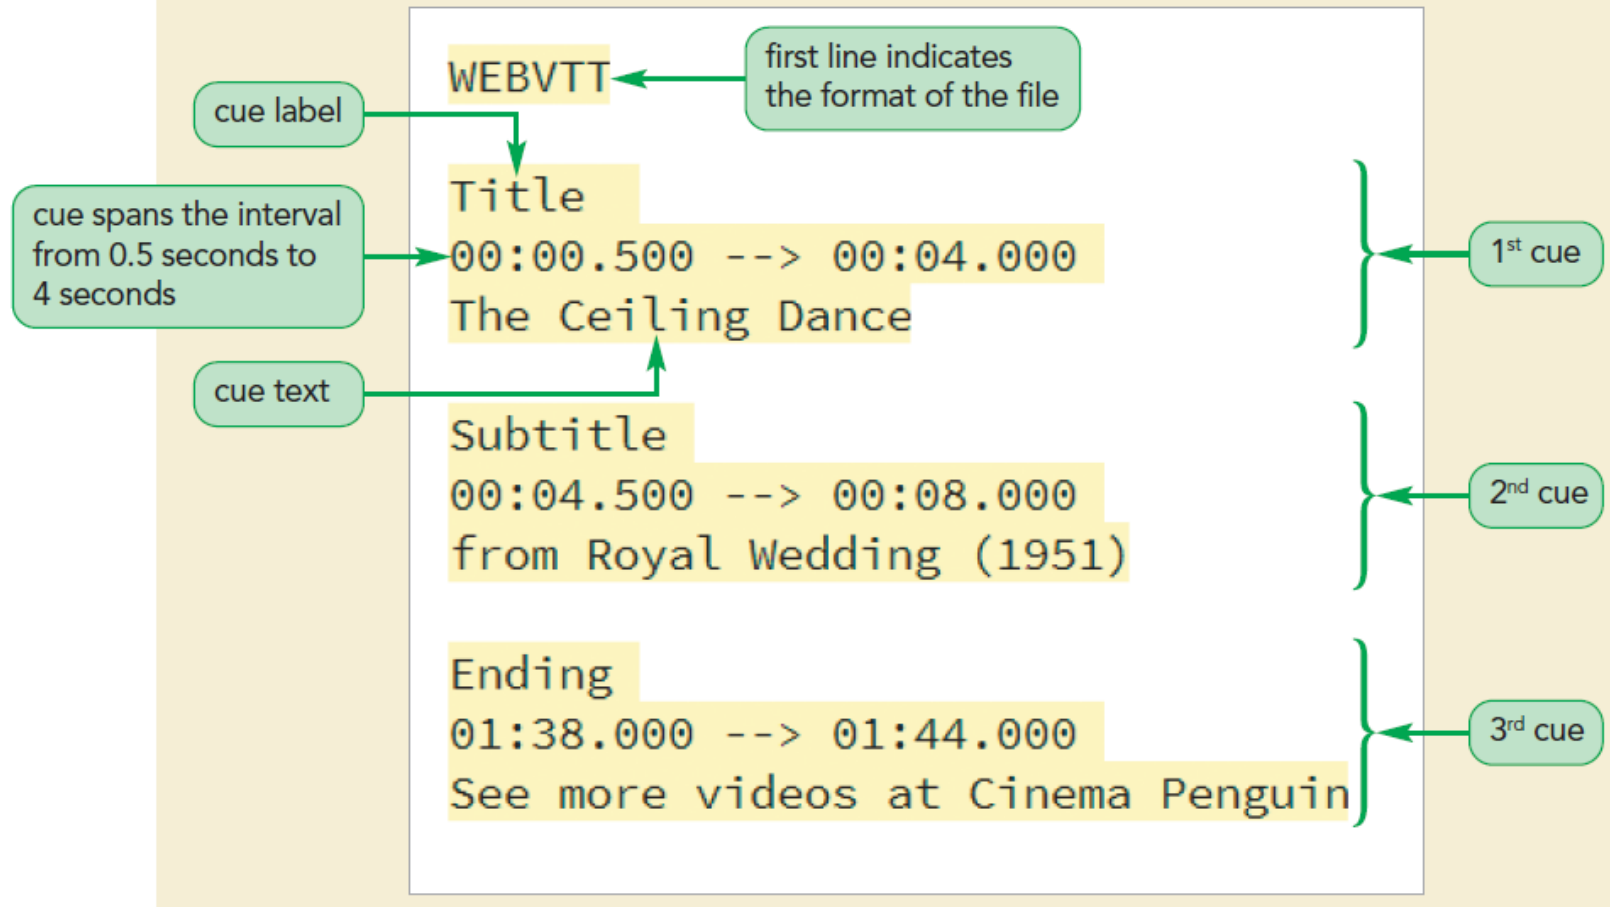 WEBVTT
first line indicates
the format of the file
cue label
Title
00:00.500 --> 00:04.000
The Ceiling Dance
cue spans the interval
from 0.5 seconds to
4 seconds
1st cue
cue text
Subtitle
00:04.500 --> 00:08.000
from Royal Wedding (1951)
2nd cue
Ending
01:38.000 --> 01:44.000
See more videos at Cinema Penguin
3rd cue